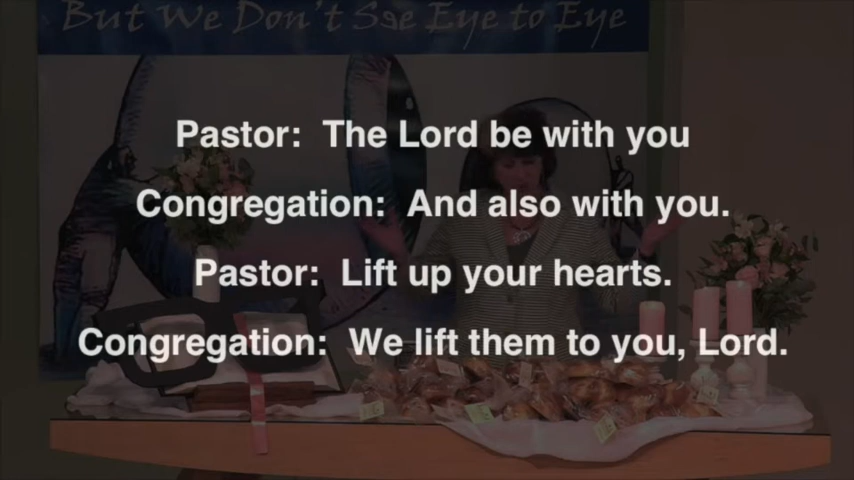 But We Don't See Eye to Eye
Pastor: The Lord be with you
Congregation: And also with you.
Pastor: Lift up your hearts.
Congregation: We lift them to you, Lord.